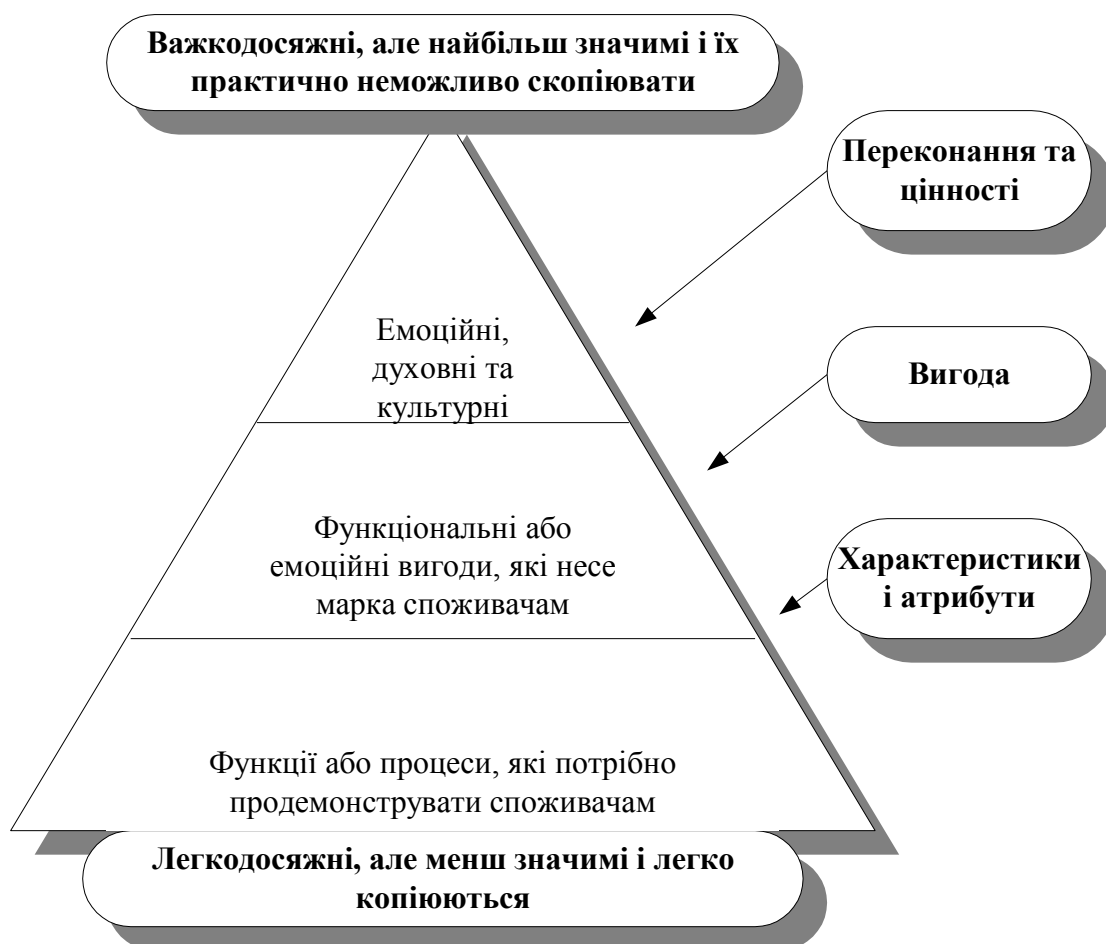 Важкодосяжні, але найбільш значимі і їх
практично неможливо скопіювати
Переконання та
цінності
Емоційні,
духовні та
культурні
Вигода
Функціональні або
емоційні вигоди, які несе
марка споживачам
Характеристики
і атрибути
Функції або процеси, які потрібно
продемонструвати споживачам
Легкодосяжні, але менш значимі і легко
копіюються